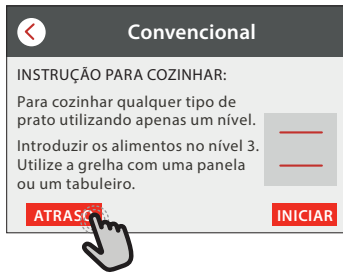 Convencional
INSTRUÇÃO PARA COZINHAR:
Para cozinhar qualquer tipo de
prato utilizando apenas um nível.
Introduzir os alimentos no nível 3.
Utilize a grelha com uma panela
ou um tabuleiro.
ATRASO
INICIAR